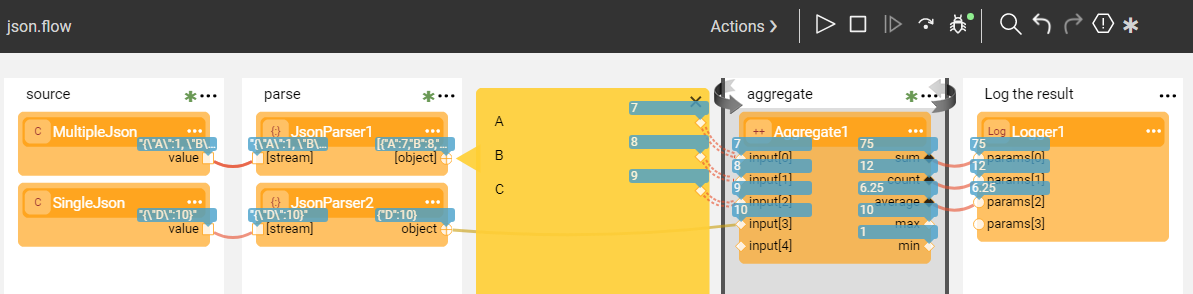 json.flow
Actions
source
parse
aggregate
Log the result
C MultipleJson
"{\"A\":1, \"B\...
value
C SingleJson
"{\"D\":10}"
value
{:} JsonParser1
"{\"A\":1, \"B\...
[{"A":7,"B":8,"...
[stream]
[object]
{:} JsonParser2
"{\"D\":10}"
{"D":10}
[stream]
object
7
A
8
B
9
C
++ Aggregate1
7
75
input[0]
sum
8
12
input[1]
count
9
6.25
input[2]
average
10
input[3]
max
1
input[4]
min
Log Logger1
75
params[0]
12
params[1]
6.25
params[2]
params[3]